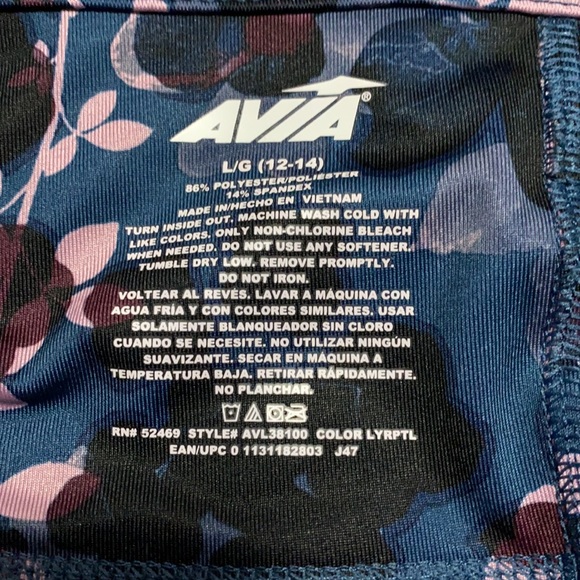 AVIA®
L/G (12-14)
86% POLYESTER/POLIESTER
14% SPANDEX
MADE IN/HECHO EN VIETNAM
TURN INSIDE OUT. MACHINE WASH COLD WITH
LIKE COLORS. ONLY NON-CHLORINE BLEACH
WHEN NEEDED. DO NOT USE ANY SOFTENER.
TUMBLE DRY LOW. REMOVE PROMPTLY.
DO NOT IRON.
VOLTEAR AL REVÉS. LAVAR A MÁQUINA CON
AGUA FRÍA Y CON COLORES SIMILARES. USAR
SOLAMENTE BLANQUEADOR SIN CLORO
CUANDO SE NECESITE. NO UTILIZAR NINGÚN
SUAVIZANTE. SECAR EN MÁQUINA A
TEMPERATURA BAJA. RETIRAR RÁPIDAMENTE.
NO PLANCHAR.
RN# 52469 STYLE# AVL38100 COLOR LYRPTL
EAN/UPC 0 1131182803 J47